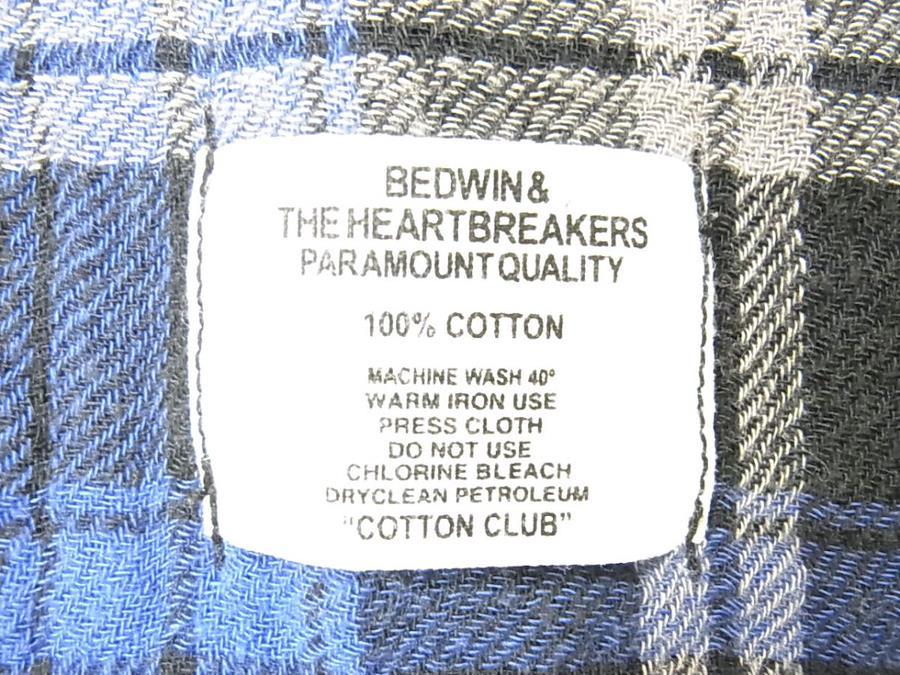 BEDWIN &
THE HEARTBREAKERS
PARAMOUNT QUALITY
100% COTTON
MACHINE WASH 40°
WARM IRON USE
PRESS CLOTH
DO NOT USE
CHLORINE BLEACH
DRYCLEAN PETROLEUM
"COTTON CLUB"